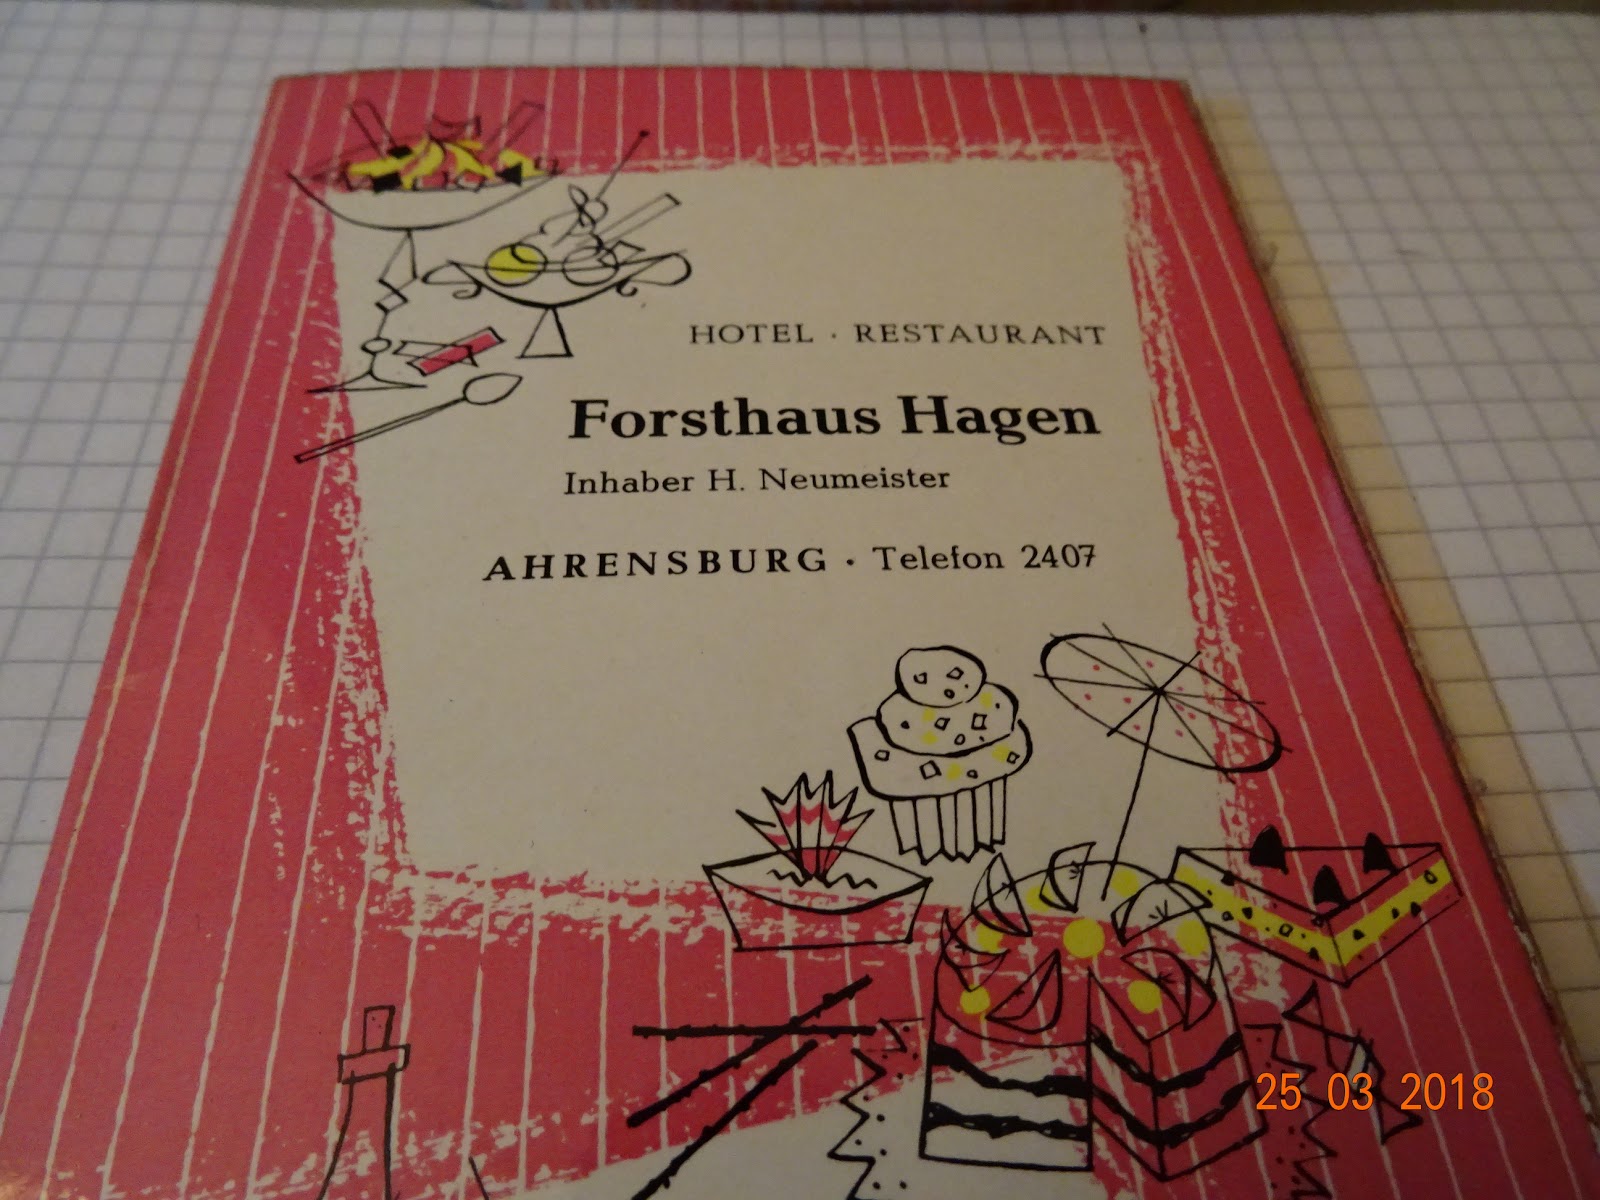 HOTEL · RESTAURANT
Forsthaus Hagen
Inhaber H. Neumeister
AHRENSBURG · Telefon 2407
25 03 2018